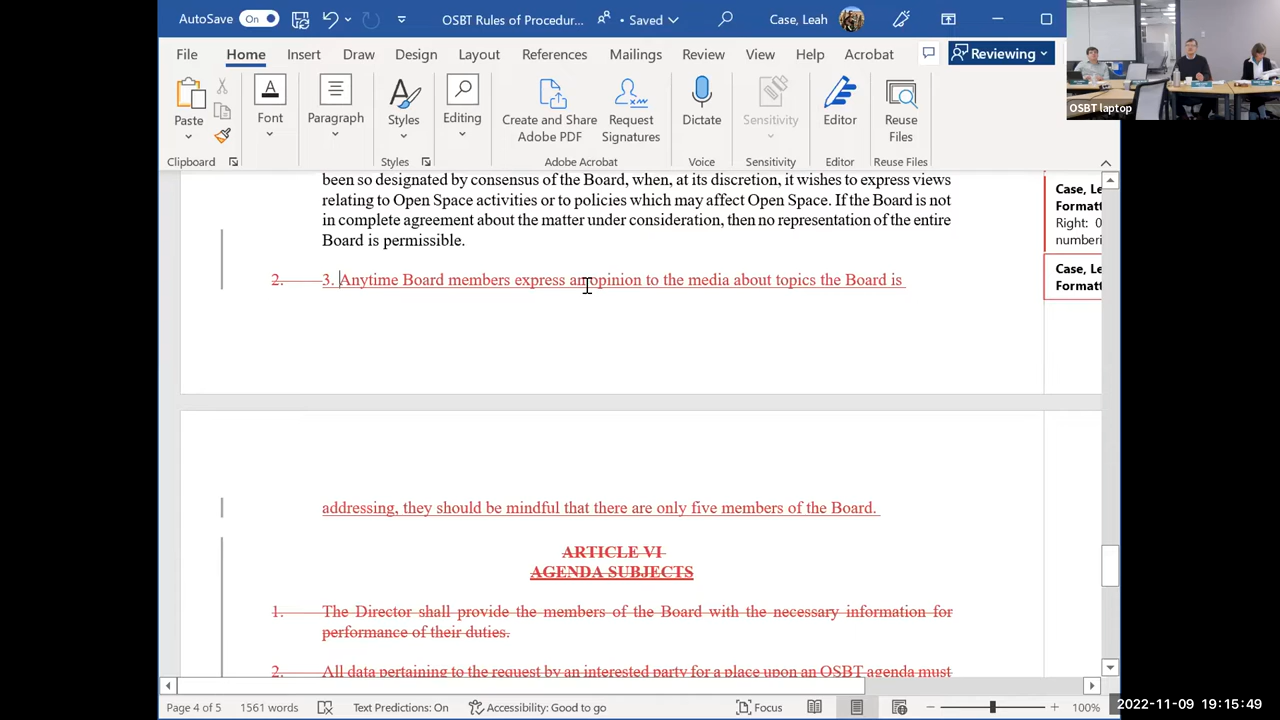 AutoSave On OSBT Rules of Procedur... • Saved Case, Leah
File Home Insert Draw Design Layout References Mailings Review View Help Acrobat Reviewing
Paste Font Paragraph Styles Editing Create and Share Adobe PDF Request Signatures Dictate Sensitivity Editor Reuse Files
Clipboard Styles Adobe Acrobat Voice Sensitivity Editor Reuse Files
OSBT laptop
been so designated by consensus of the Board, when, at its discretion, it wishes to express views
relating to Open Space activities or to policies which may affect Open Space. If the Board is not
in complete agreement about the matter under consideration, then no representation of the entire
Board is permissible.
Case, Le
Formatt
Right: 0
numberi
2. 3. Anytime Board members express an opinion to the media about topics the Board is
Case, Le
Formatt
addressing, they should be mindful that there are only five members of the Board.
ARTICLE VI
AGENDA SUBJECTS
1. The Director shall provide the members of the Board with the necessary information for
performance of their duties.
2. All data pertaining to the request by an interested party for a place upon an OSBT agenda must
Page 4 of 5 1561 words Text Predictions: On Accessibility: Good to go Focus 100%
2022-11-09 19:15:49